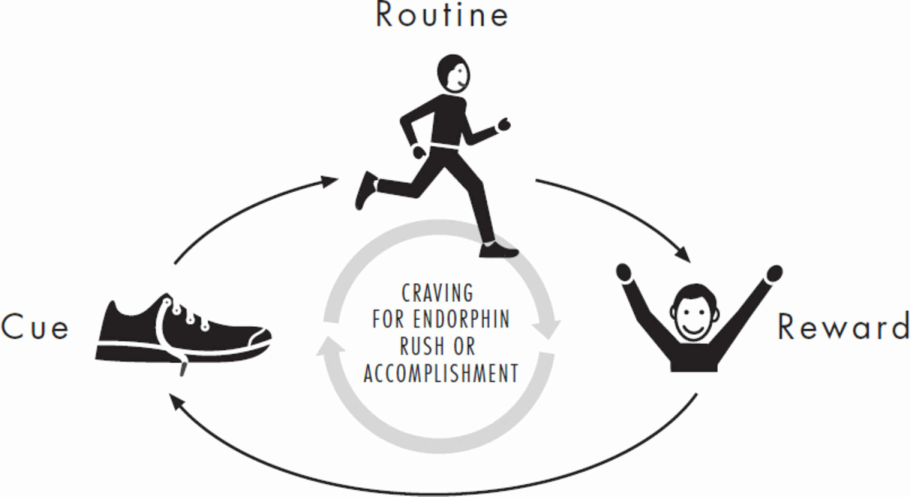 Routine
Cue
CRAVING
FOR ENDORPHIN
RUSH OR
ACCOMPLISHMENT
Reward